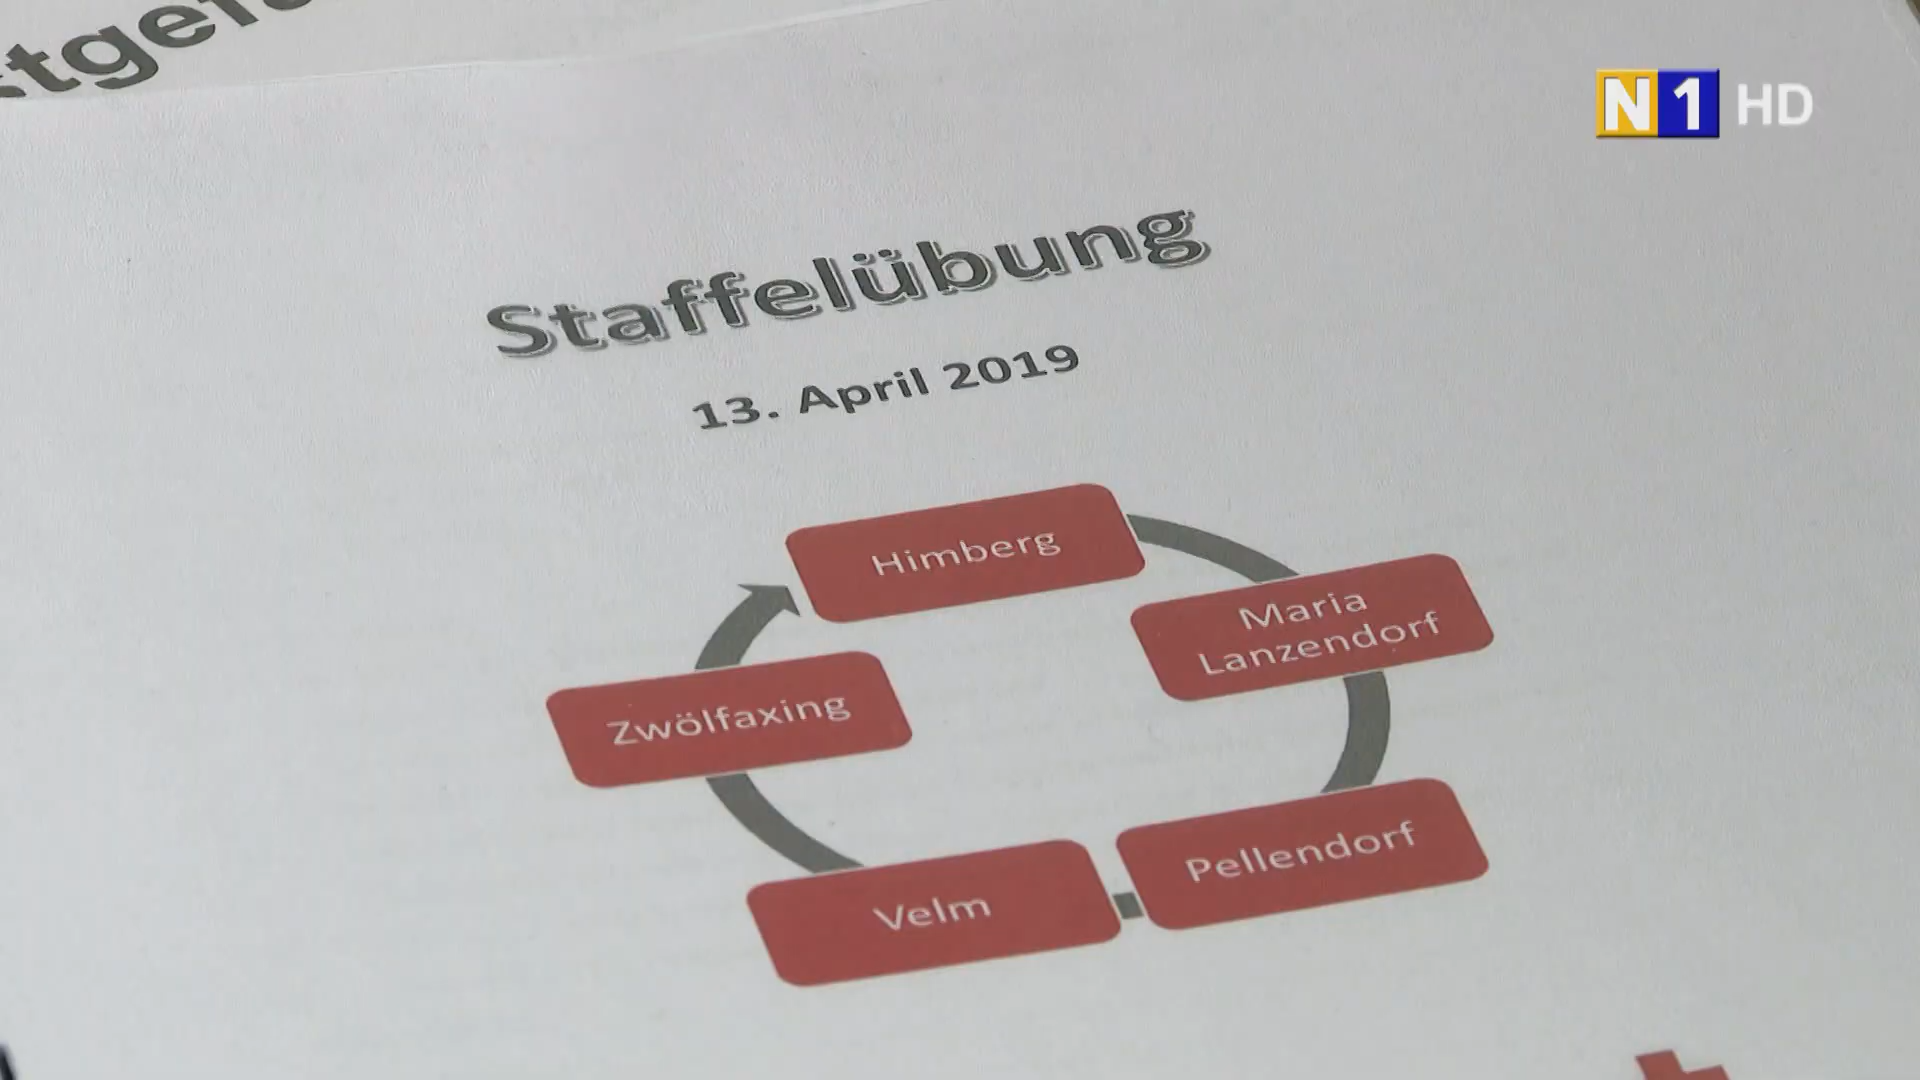 N1 HD
Staffelübung
13. April 2019
Himberg
Maria
Lanzendorf
Zwölfaxing
Pellendorf
Velm